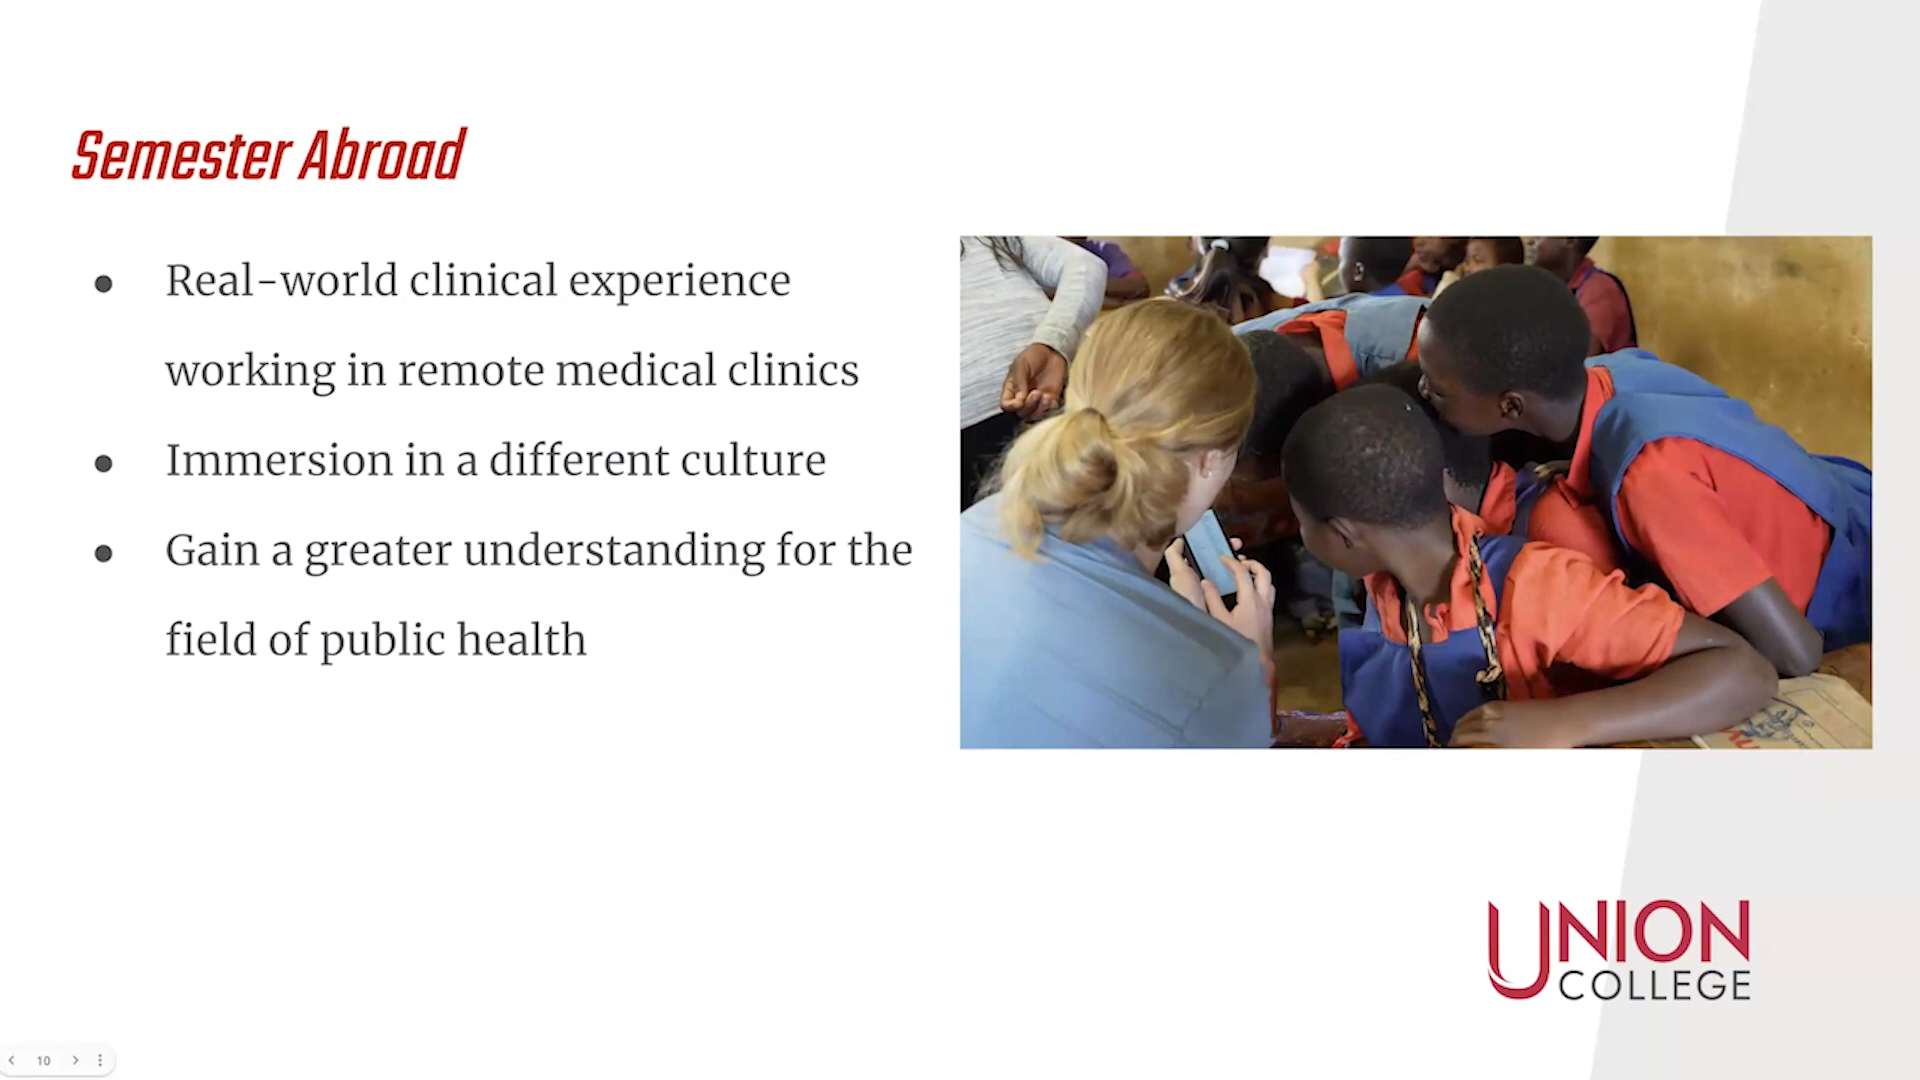 Semester Abroad
● Real-world clinical experience
working in remote medical clinics
● Immersion in a different culture
● Gain a greater understanding for the
field of public health
UNION
COLLEGE
10